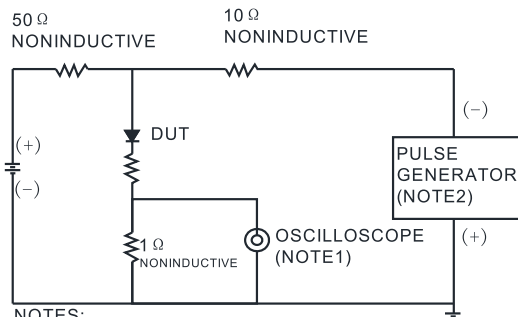 50 Ω
NONINDUCTIVE
10 Ω
NONINDUCTIVE
(+)
(-)
DUT
1 Ω
NONINDUCTIVE
OSCILLOSCOPE
(NOTE1)
(-)
PULSE
GENERATOR
(NOTE2)
(+)
NOTES: